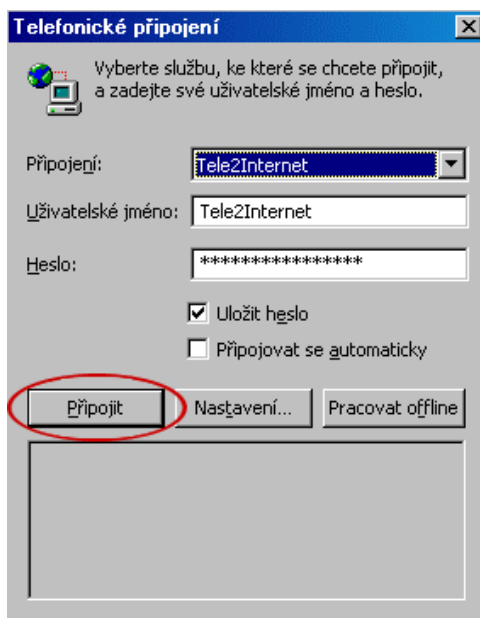 Telefonické připojení
Vyberte službu, ke které se chcete připojit,
a zadejte své uživatelské jméno a heslo.
Připojení:
Tele2Internet
Uživatelské jméno:
Tele2Internet
Heslo:
****************
Uložit heslo
Připojovat se automaticky
Připojit
Nastavení...
Pracovat offline